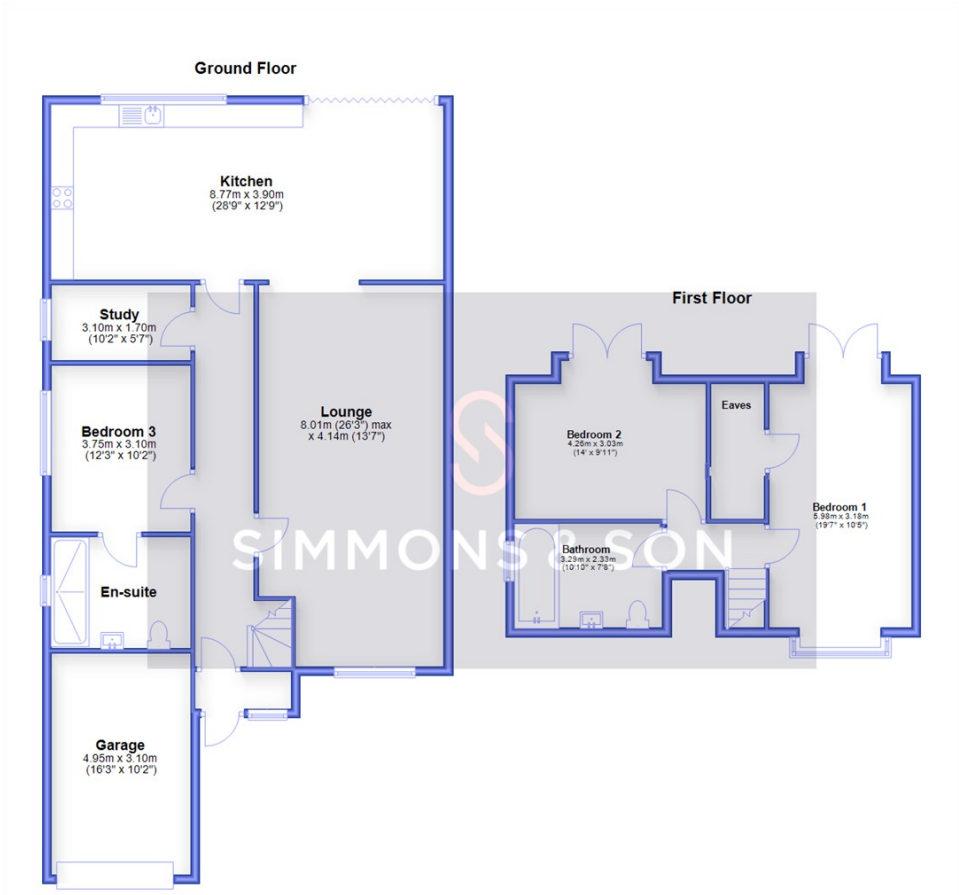 Ground Floor
Kitchen
8.77m x 3.90m
(28'9" x 12'9")
Study
3.10m x 1.70m
(10'2" x 5'7")
Bedroom 3
3.75m x 3.10m
(12'3" x 10'2")
En-suite
Lounge
8.01m (26'3") max
x 4.14m (13'7")
Garage
4.95m x 3.10m
(16'3" x 10'2")
First Floor
Eaves
Bedroom 2
4.26m x 3.03m
(14' x 9'11")
Bedroom 1
5.98m x 3.18m
(19'7" x 10'5")
Bathroom
3.29m x 2.33m
(10'10" x 7'8")
SIMMONS & SON